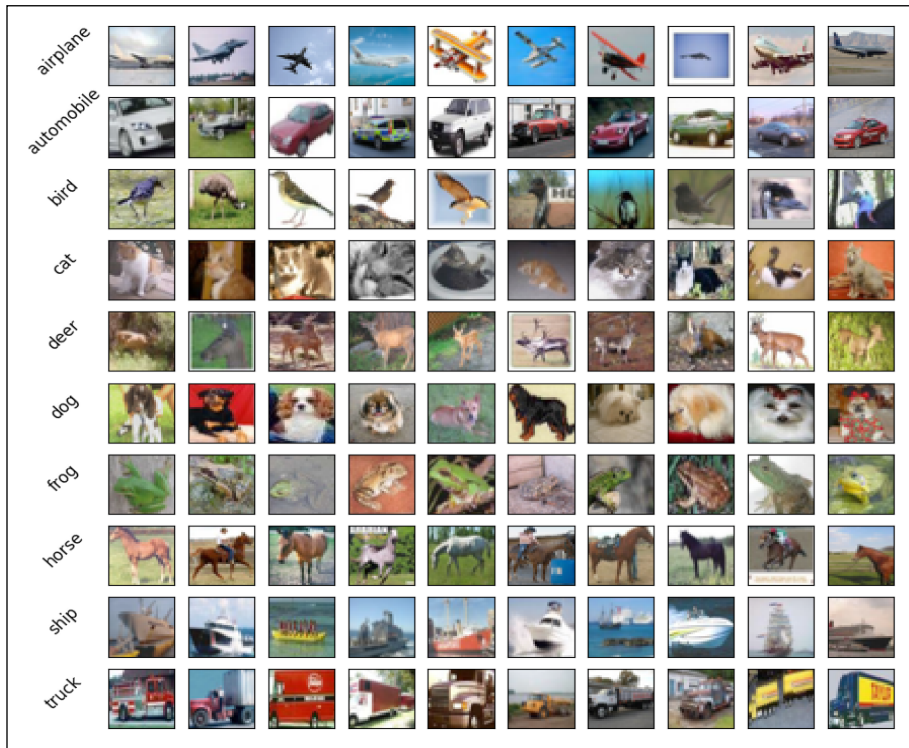 airplane
automobile
bird
cat
deer
dog
frog
horse
ship
truck